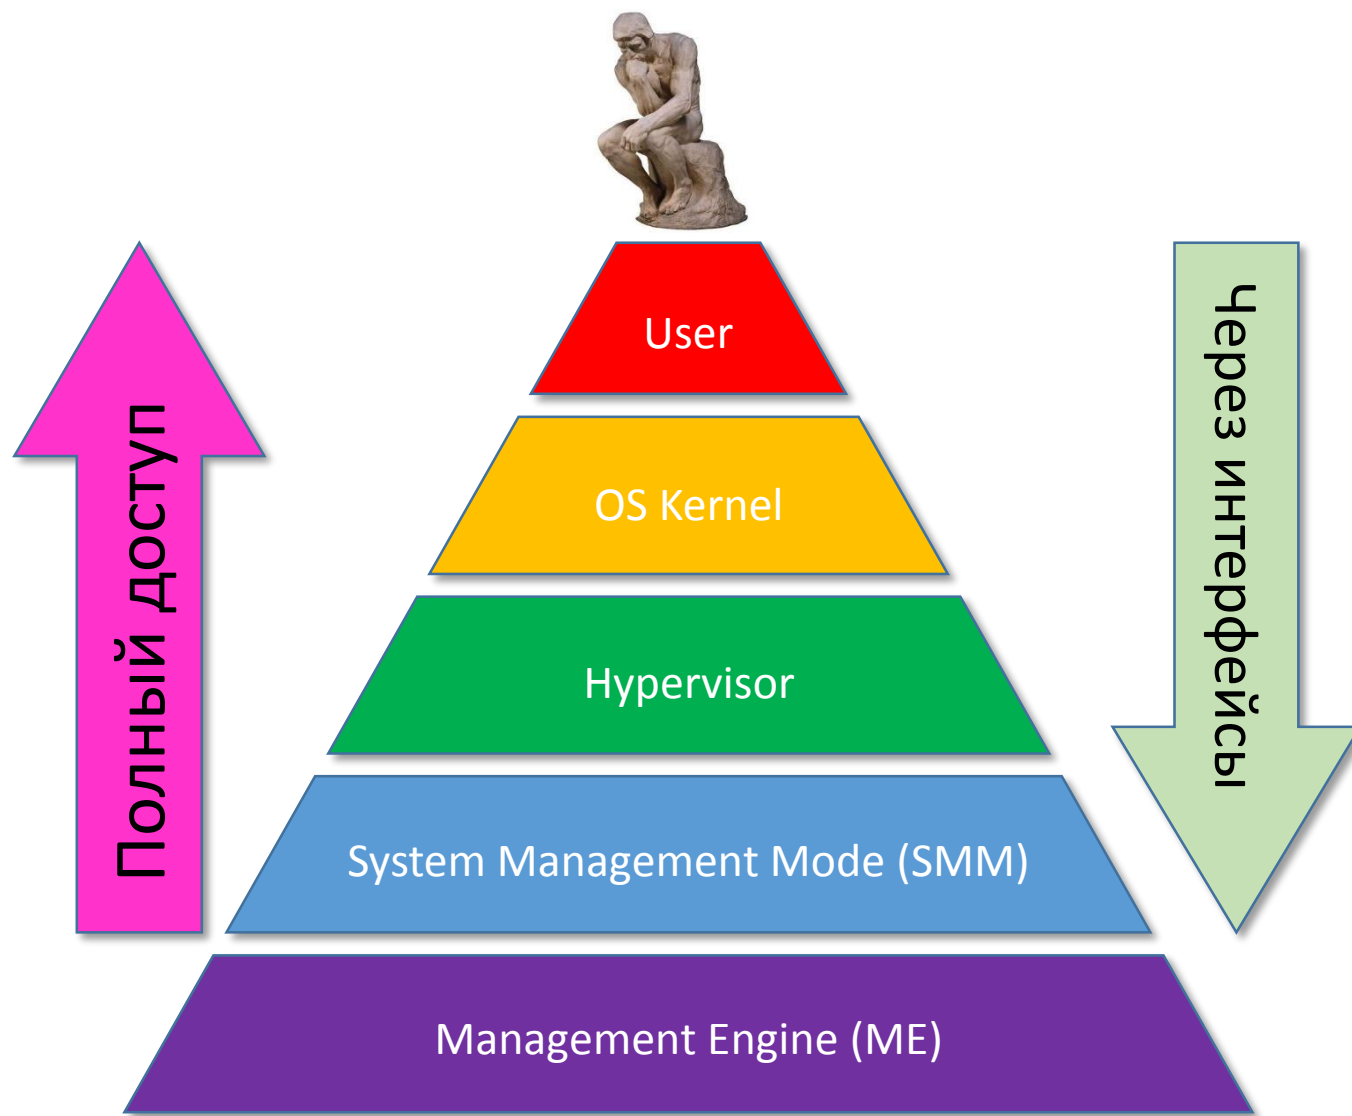 User
OS Kernel
Hypervisor
System Management Mode (SMM)
Management Engine (ME)
Полный доступ
Через интерфейсы